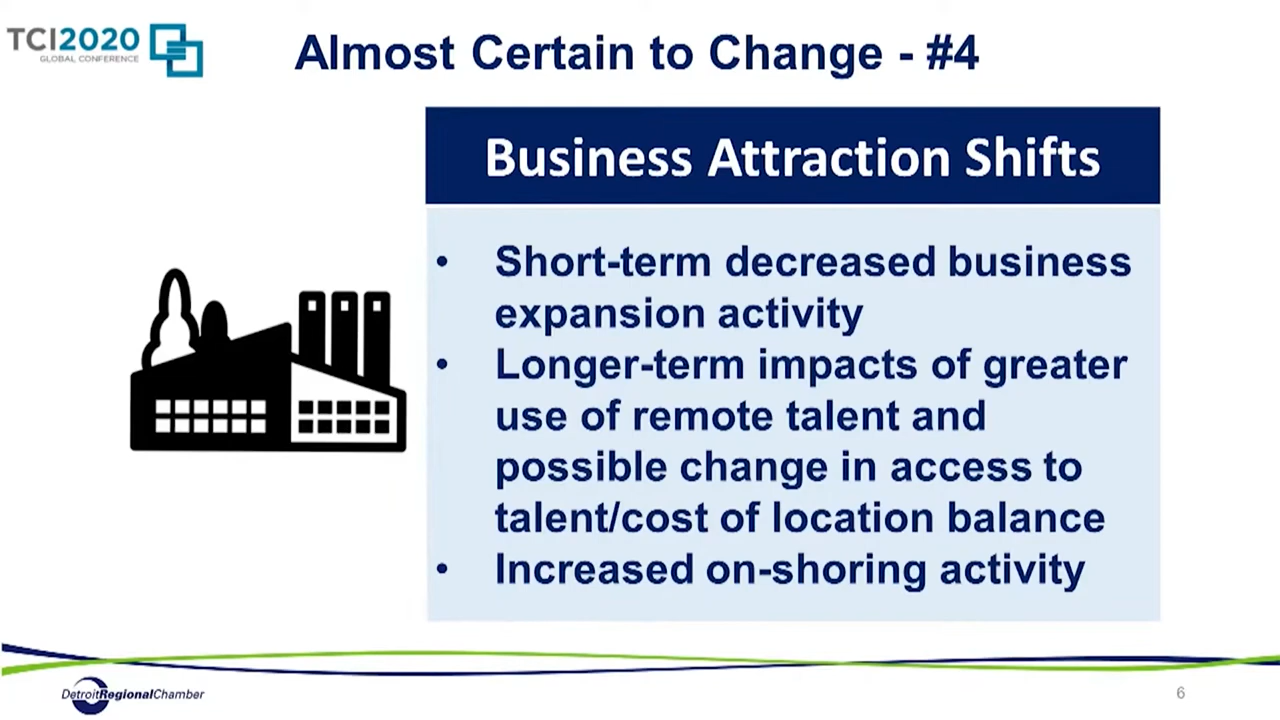 TCI2020
GLOBAL CONFERENCE
Almost Certain to Change - #4
Business Attraction Shifts
• Short-term decreased business
expansion activity
• Longer-term impacts of greater
use of remote talent and
possible change in access to
talent/cost of location balance
• Increased on-shoring activity
DetroitRegionalChamber
6